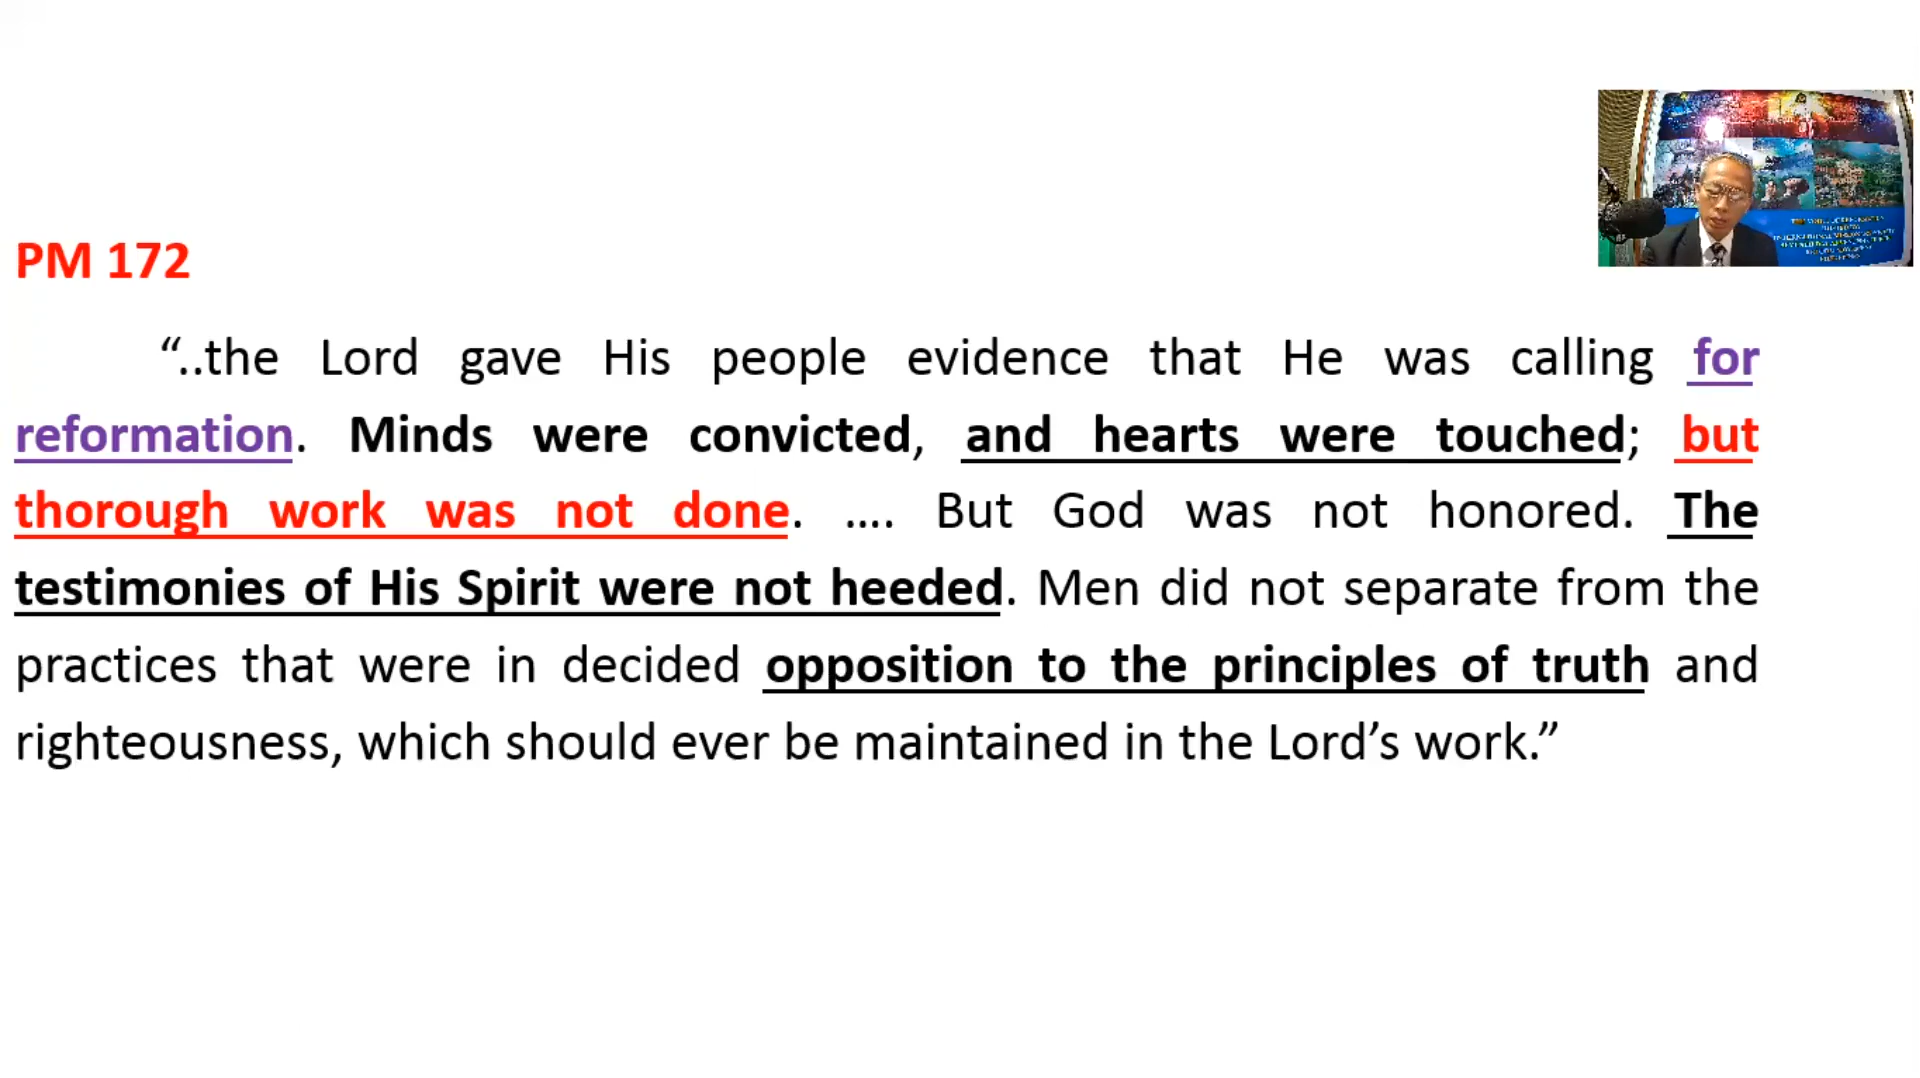 PM 172
“..the Lord gave His people evidence that He was calling for
reformation. Minds were convicted, and hearts were touched; but
thorough work was not done. .... But God was not honored. The
testimonies of His Spirit were not heeded. Men did not separate from the
practices that were in decided opposition to the principles of truth and
righteousness, which should ever be maintained in the Lord’s work.”